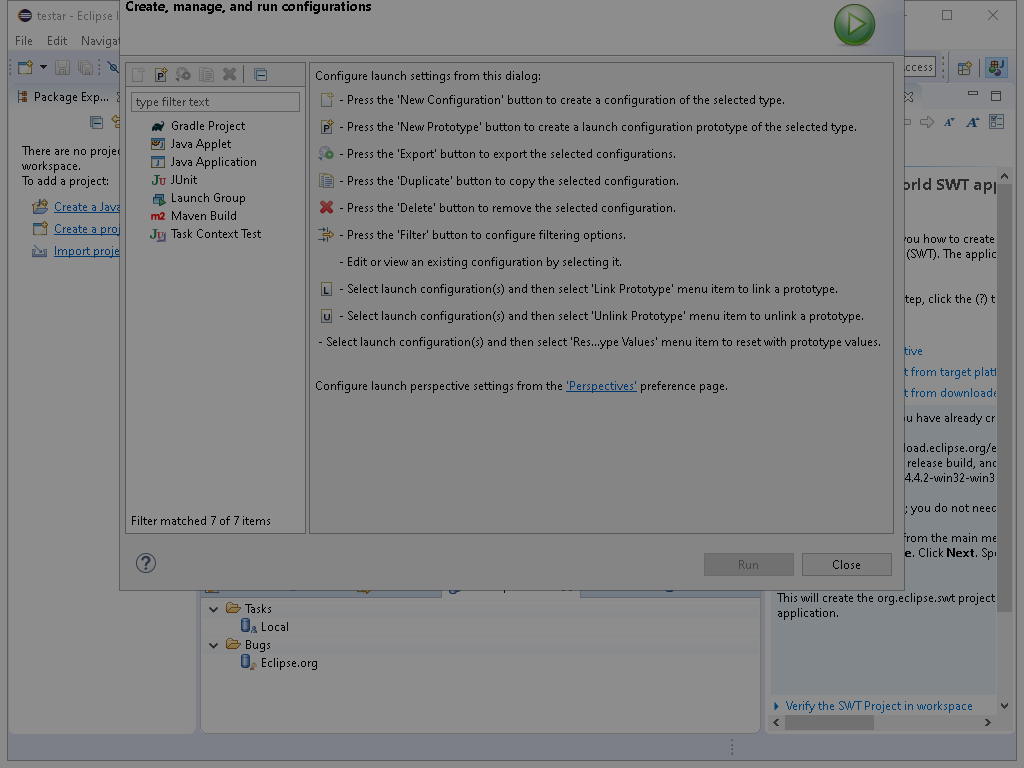 testar - Eclipse I
Create, manage, and run configurations
File Edit Navigat
ccess
Package Exp...
There are no projec
workspace.
To add a project:
Create a Java
Create a proj
Import proje
type filter text
Gradle Project
Java Applet
Java Application
JUnit
Launch Group
Maven Build
Task Context Test
Filter matched 7 of 7 items
Configure launch settings from this dialog:
- Press the 'New Configuration' button to create a configuration of the selected type.
- Press the 'New Prototype' button to create a launch configuration prototype of the selected type.
- Press the 'Export' button to export the selected configurations.
- Press the 'Duplicate' button to copy the selected configuration.
- Press the 'Delete' button to remove the selected configuration.
- Press the 'Filter' button to configure filtering options.
- Edit or view an existing configuration by selecting it.
- Select launch configuration(s) and then select 'Link Prototype' menu item to link a prototype.
- Select launch configuration(s) and then select 'Unlink Prototype' menu item to unlink a prototype.
- Select launch configuration(s) and then select 'Res...ype Values' menu item to reset with prototype values.
Configure launch perspective settings from the 'Perspectives' preference page.
Run
Close
Tasks
Local
Bugs
Eclipse.org
orld SWT app
you how to create
(SWT). The applic
tep, click the (?) t
tive
t from target platf
t from downloade
ou have already cr
load.eclipse.org/e
release build, and
4.4.2-win32-win3
; you do not need
from the main me
e. Click Next. Spe
This will create the org.eclipse.swt project
application.
Verify the SWT Project in workspace